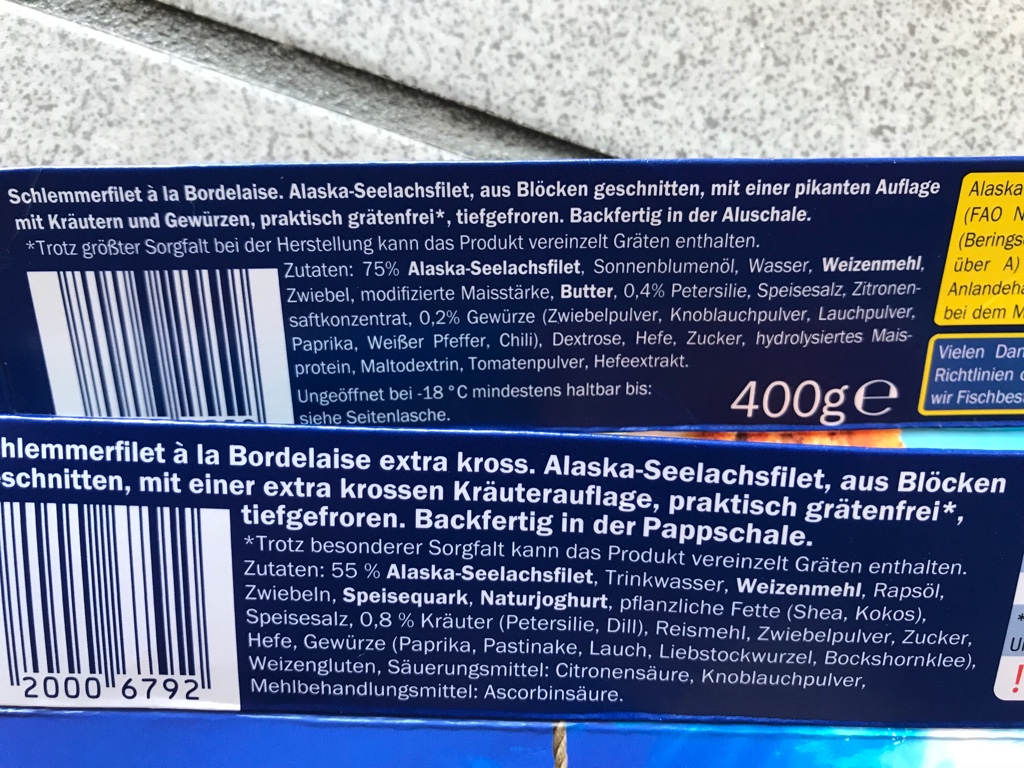 Schlemmerfilet à la Bordelaise. Alaska-Seelachsfilet, aus Blöcken geschnitten, mit einer pikanten Auflage
mit Kräutern und Gewürzen, praktisch grätenfrei*, tiefgefroren. Backfertig in der Aluschale.
*Trotz größter Sorgfalt bei der Herstellung kann das Produkt vereinzelt Gräten enthalten.
Zutaten: 75% Alaska-Seelachsfilet, Sonnenblumenöl, Wasser, Weizenmehl,
Zwiebel, modifizierte Maisstärke, Butter, 0,4% Petersilie, Speisesalz, Zitronen-
saftkonzentrat, 0,2% Gewürze (Zwiebelpulver, Knoblauchpulver, Lauchpulver,
Paprika, Weißer Pfeffer, Chili), Dextrose, Hefe, Zucker, hydrolysiertes Mais-
protein, Maltodextrin, Tomatenpulver, Hefeextrakt.
Ungeöffnet bei -18 °C mindestens haltbar bis:
siehe Seitenlasche.
400g e
Alaska
(FAO N
(Berings
über A)
Anlandeha
bei dem M
Vielen Dan
Richtlinien
wir Fischbes
hlemmerfilet à la Bordelaise extra kross. Alaska-Seelachsfilet, aus Blöcken
schnitten, mit einer extra krossen Kräuterauflage, praktisch grätenfrei*,
tiefgefroren. Backfertig in der Pappschale.
*Trotz besonderer Sorgfalt kann das Produkt vereinzelt Gräten enthalten.
Zutaten: 55 % Alaska-Seelachsfilet, Trinkwasser, Weizenmehl, Rapsöl,
Zwiebeln, Speisequark, Naturjoghurt, pflanzliche Fette (Shea, Kokos),
Speisesalz, 0,8 % Kräuter (Petersilie, Dill), Reismehl, Zwiebelpulver, Zucker,
Hefe, Gewürze (Paprika, Pastinake, Lauch, Liebstockwurzel, Bockshornklee),
Weizengluten, Säuerungsmittel: Citronensäure, Knoblauchpulver,
Mehlbehandlungsmittel: Ascorbinsäure.
2000 6792